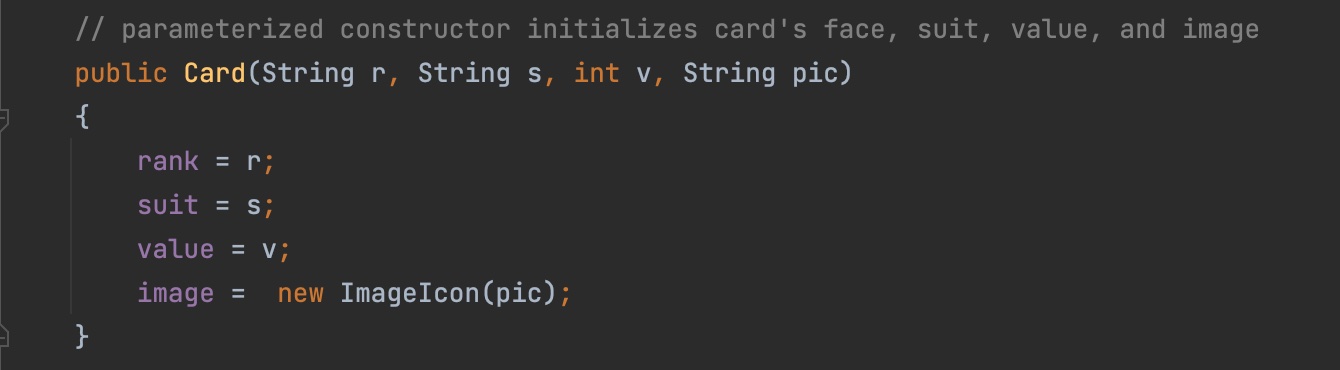 // parameterized constructor initializes card's face, suit, value, and image
public Card(String r, String s, int v, String pic)
{
    rank = r;
    suit = s;
    value = v;
    image =  new ImageIcon(pic);
}